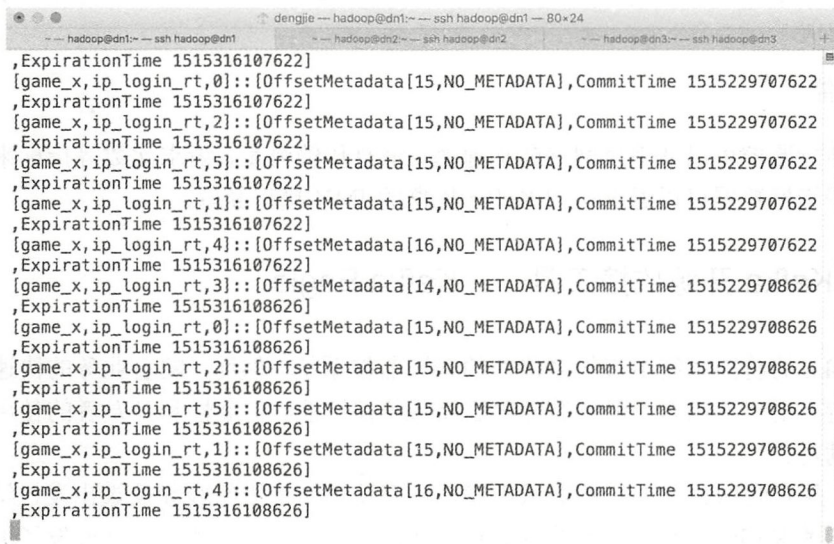 dengjie — hadoop@dn1:~ — ssh hadoop@dn1 — 80×24
~ — hadoop@dn1:~ — ssh hadoop@dn1 ~ — hadoop@dn2:~ — ssh hadoop@dn2 ~ — hadoop@dn3:~ — ssh hadoop@dn3 +
,ExpirationTime 1515316107622]
[game_x,ip_login_rt,0]::[OffsetMetadata[15,NO_METADATA],CommitTime 1515229707622
,ExpirationTime 1515316107622]
[game_x,ip_login_rt,2]::[OffsetMetadata[15,NO_METADATA],CommitTime 1515229707622
,ExpirationTime 1515316107622]
[game_x,ip_login_rt,5]::[OffsetMetadata[15,NO_METADATA],CommitTime 1515229707622
,ExpirationTime 1515316107622]
[game_x,ip_login_rt,1]::[OffsetMetadata[15,NO_METADATA],CommitTime 1515229707622
,ExpirationTime 1515316107622]
[game_x,ip_login_rt,4]::[OffsetMetadata[16,NO_METADATA],CommitTime 1515229707622
,ExpirationTime 1515316107622]
[game_x,ip_login_rt,3]::[OffsetMetadata[14,NO_METADATA],CommitTime 1515229708626
,ExpirationTime 1515316108626]
[game_x,ip_login_rt,0]::[OffsetMetadata[15,NO_METADATA],CommitTime 1515229708626
,ExpirationTime 1515316108626]
[game_x,ip_login_rt,2]::[OffsetMetadata[15,NO_METADATA],CommitTime 1515229708626
,ExpirationTime 1515316108626]
[game_x,ip_login_rt,5]::[OffsetMetadata[15,NO_METADATA],CommitTime 1515229708626
,ExpirationTime 1515316108626]
[game_x,ip_login_rt,1]::[OffsetMetadata[15,NO_METADATA],CommitTime 1515229708626
,ExpirationTime 1515316108626]
[game_x,ip_login_rt,4]::[OffsetMetadata[16,NO_METADATA],CommitTime 1515229708626
,ExpirationTime 1515316108626]